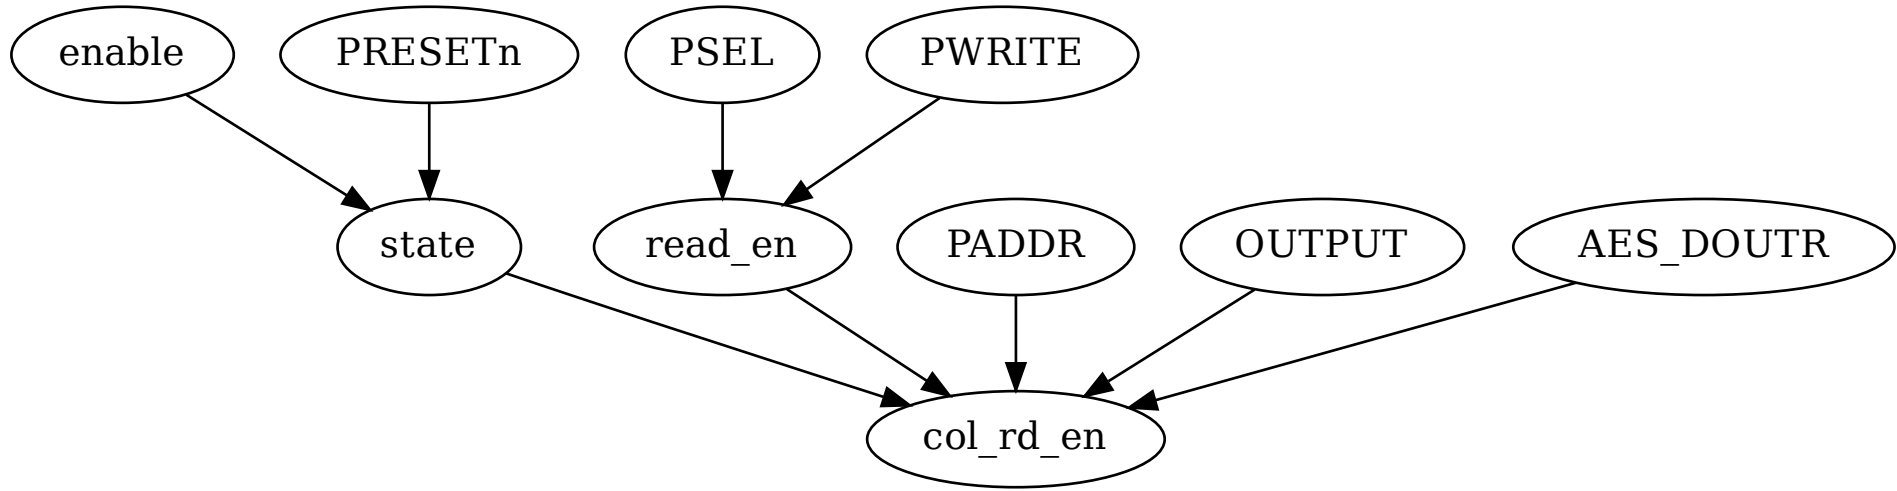 enable
PRESETn
PSEL
PWRITE
state
read_en
PADDR
OUTPUT
AES_DOUTR
col_rd_en